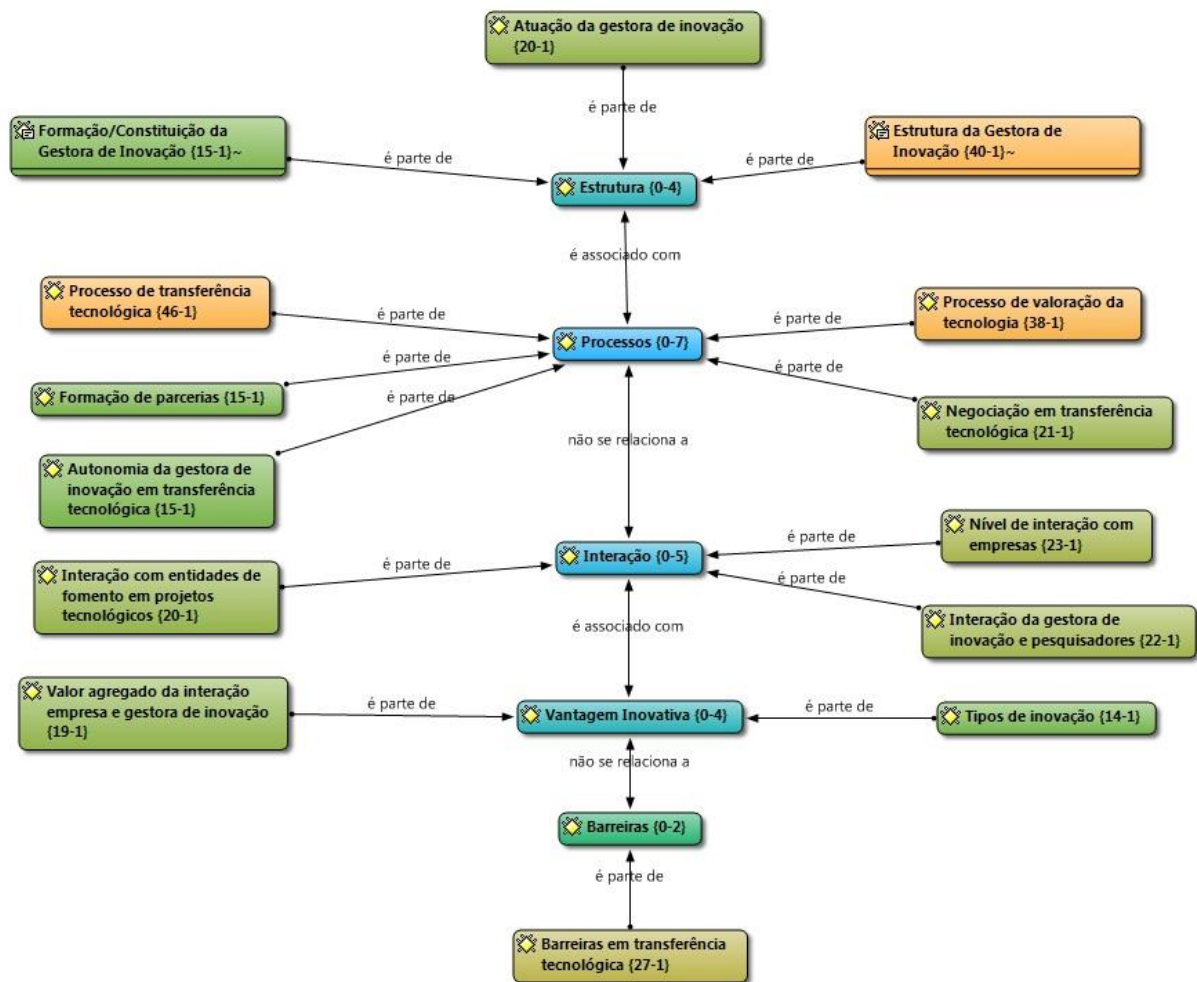 Atuação da gestora de inovação
{20-1}
é parte de
Formação/Constituição da
Gestora de Inovação {15-1}~
é parte de
Estrutura da Gestora de
Inovação {40-1}~
é parte de
Estrutura {0-4}
é associado com
Processo de transferência
tecnológica {46-1}
é parte de
Processo de valoração da
tecnologia {38-1}
é parte de
Processos {0-7}
Formação de parcerias {15-1}
é parte de
Negociação em transferência
tecnológica {21-1}
é parte de
Autonomia da gestora de
inovação em transferência
tecnológica {15-1}
é parte de
não se relaciona a
Nível de interação com
empresas {23-1}
é parte de
Interação {0-5}
Interação com entidades de
fomento em projetos
tecnológicos {20-1}
é parte de
Interação da gestora de
inovação e pesquisadores {22-1}
é parte de
é associado com
Valor agregado da interação
empresa e gestora de inovação
{19-1}
é parte de
Vantagem Inovativa {0-4}
é parte de
Tipos de inovação {14-1}
não se relaciona a
Barreiras {0-2}
é parte de
Barreiras em transferência
tecnológica {27-1}